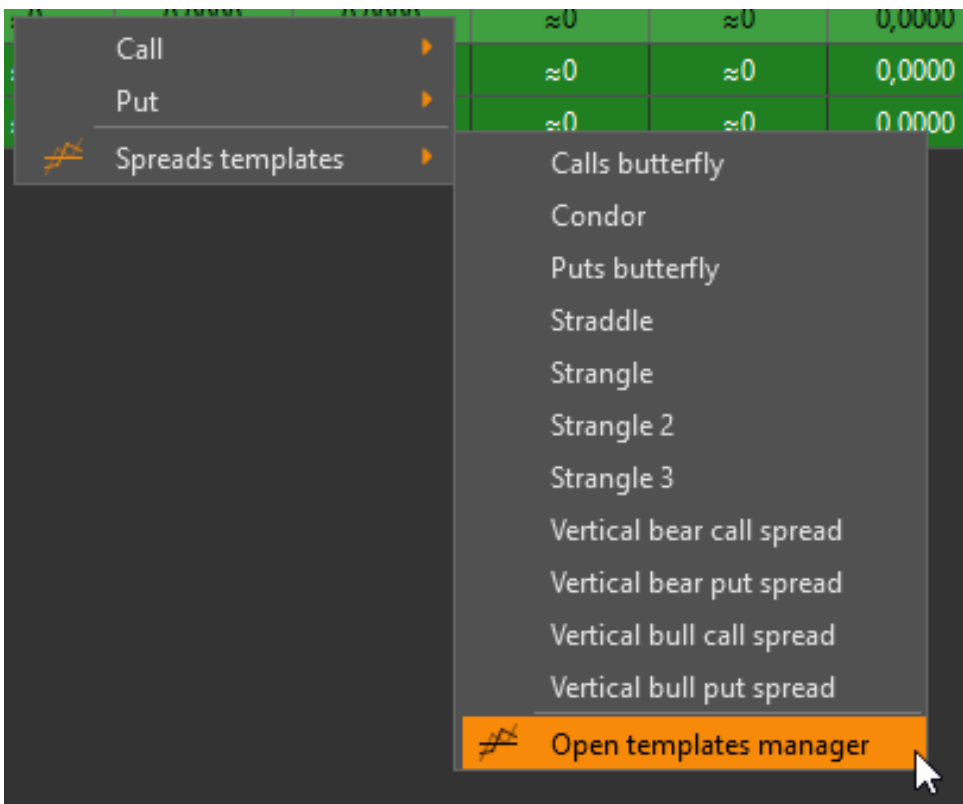 ≈0 ≈0 0,0000
Call
≈0 ≈0 0,0000
Put
≈0 ≈0 0,0000
Spreads templates
Calls butterfly
Condor
Puts butterfly
Straddle
Strangle
Strangle 2
Strangle 3
Vertical bear call spread
Vertical bear put spread
Vertical bull call spread
Vertical bull put spread
Open templates manager